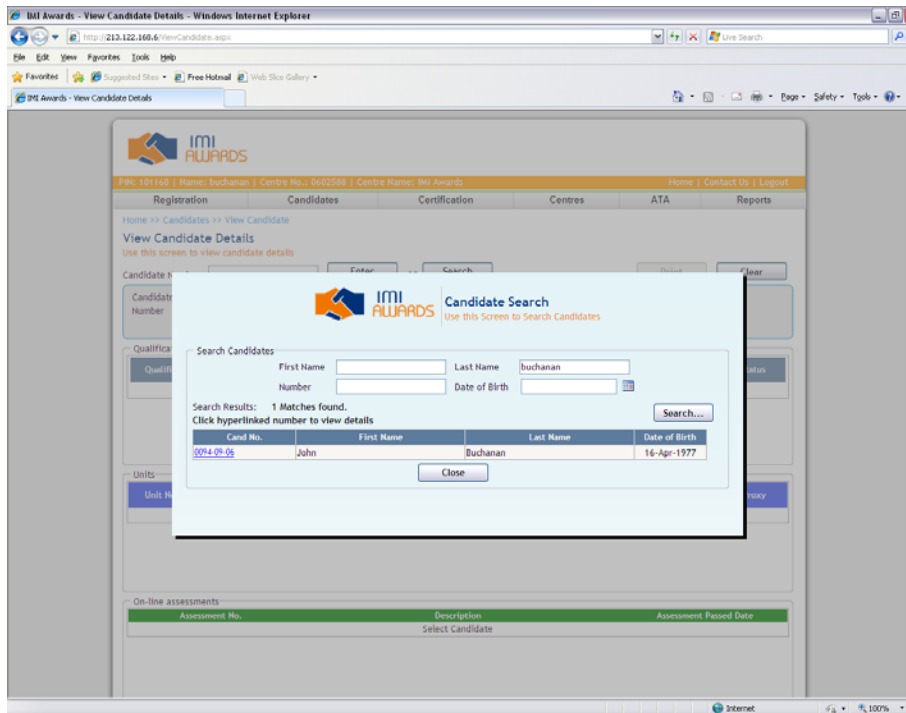 IMI Awards - View Candidate Details - Windows Internet Explorer
http://213.122.160.6/ViewCandidate.aspx
Live Search
File Edit View Favorites Tools Help
Favorites Suggested Sites Free Hotmail Web Slice Gallery
IMI Awards - View Candidate Details
Page Safety Tools
IMI
AWARDS
PIN: 101160 | Name: buchanan | Centre No.: 0602588 | Centre Name: IMI Awards Home | Contact Us | Logout
Registration Candidates Certification Centres ATA Reports
Home >> Candidates >> View Candidate
View Candidate Details
Use this screen to view candidate details
Candidate Enter Search Print Clear
Candidate
Number
IMI
AWARDS
Candidate Search
Use this Screen to Search Candidates
Qualifica
Qualifi atus
Search Candidates
First Name Last Name buchanan
Number Date of Birth
Search Results: 1 Matches found.
Click hyperlinked number to view details
Search...
Cand No. First Name Last Name Date of Birth
0094-09-06 John Buchanan 16-Apr-1977
Close
Units
Unit N roxy
On-line assessments
Assessment No. Description Assessment Passed Date
Select Candidate
Internet 100%